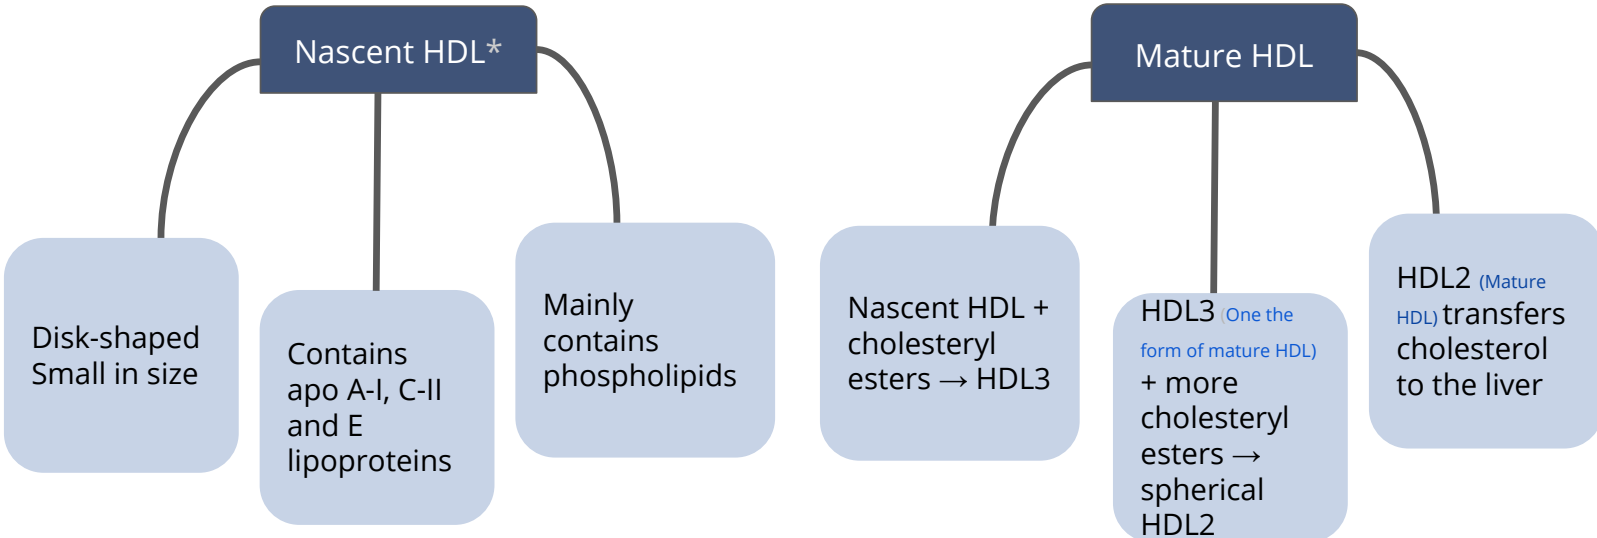 Nascent HDL*
Disk-shaped
Small in size
Contains
apo A-I, C-II
and E
lipoproteins
Mainly
contains
phospholipids
Mature HDL
Nascent HDL +
cholesteryl
esters → HDL3
HDL3 (One the
form of mature HDL)
+ more
cholesteryl
esters →
spherical
HDL2
HDL2 (Mature
HDL) transfers
cholesterol
to the liver